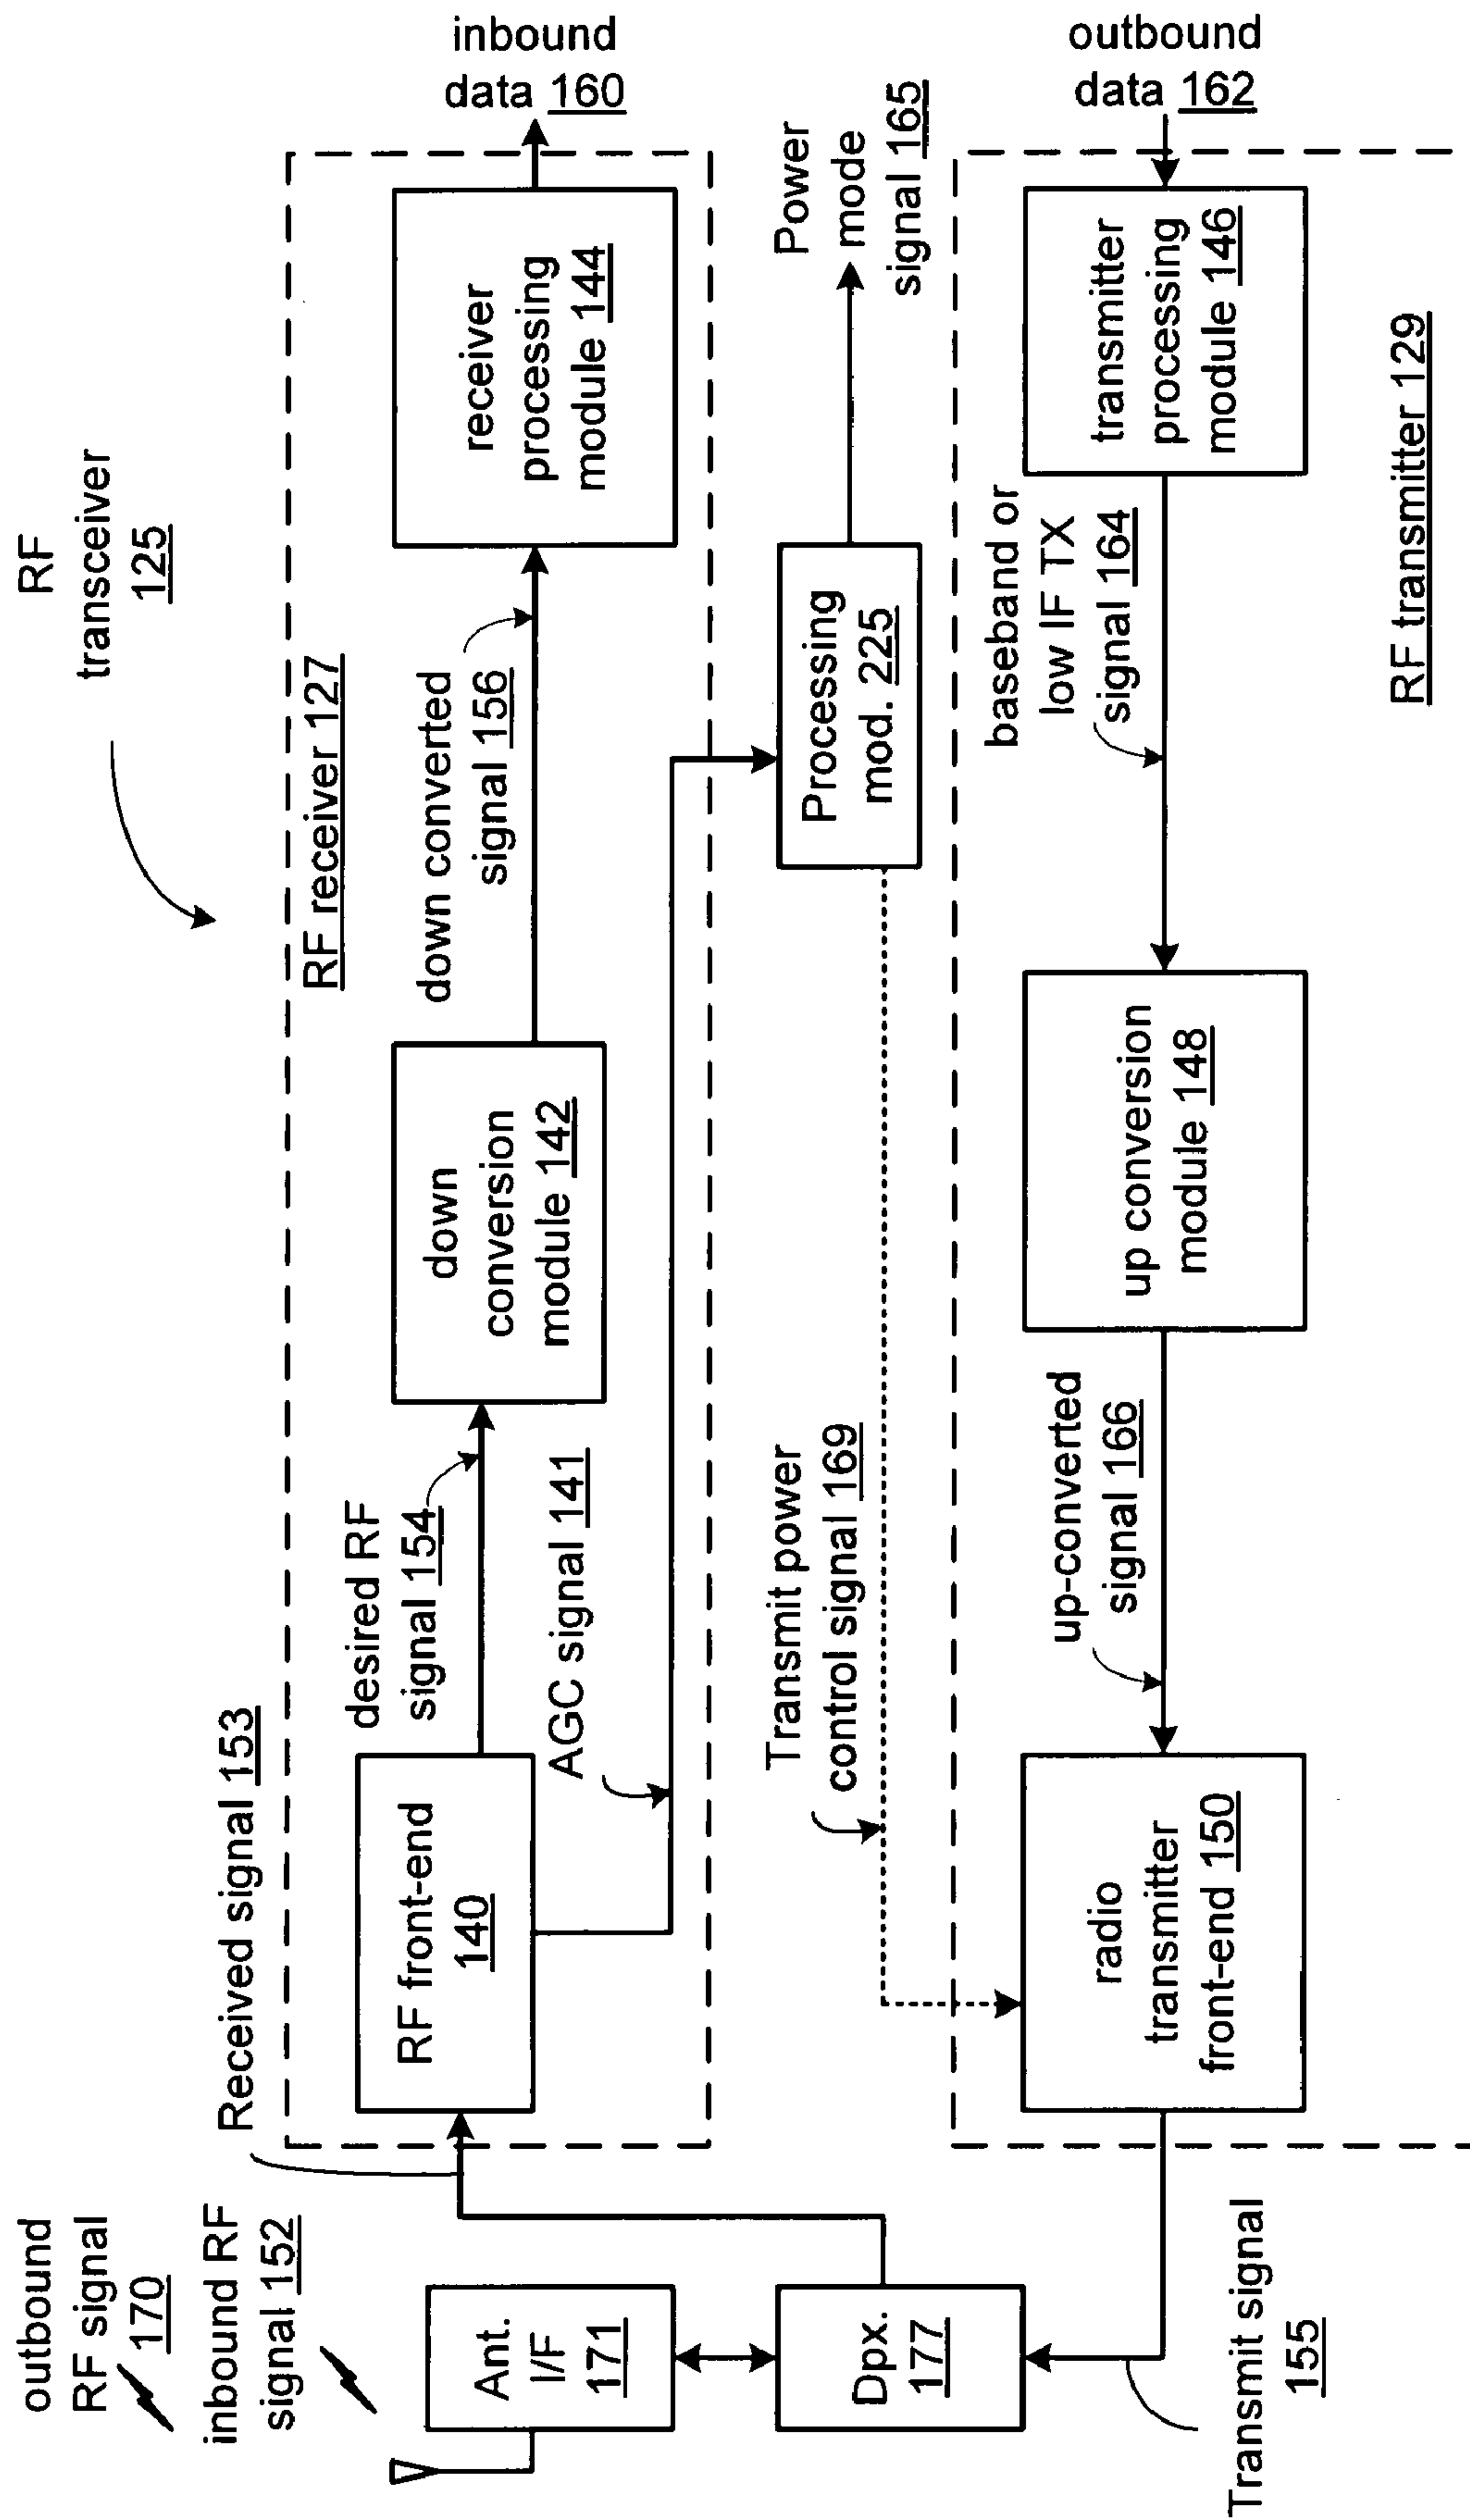 RF
transceiver
125
outbound
RF signal
170
inbound RF
signal 152
Received signal 153
RF receiver 127
inbound
data 160
Ant.
I/F
171
RF front-end
140
desired RF
signal 154
down
conversion
module 142
down converted
signal 156
receiver
processing
module 144
AGC signal 141
Power
mode
signal 165
Dpx.
177
Transmit power
control signal 169
Processing
mod. 225
Transmit signal
155
radio
transmitter
front-end 150
up-converted
signal 166
up conversion
module 148
baseband or
low IF TX
signal 164
transmitter
processing
module 146
outbound
data 162
RF transmitter 129